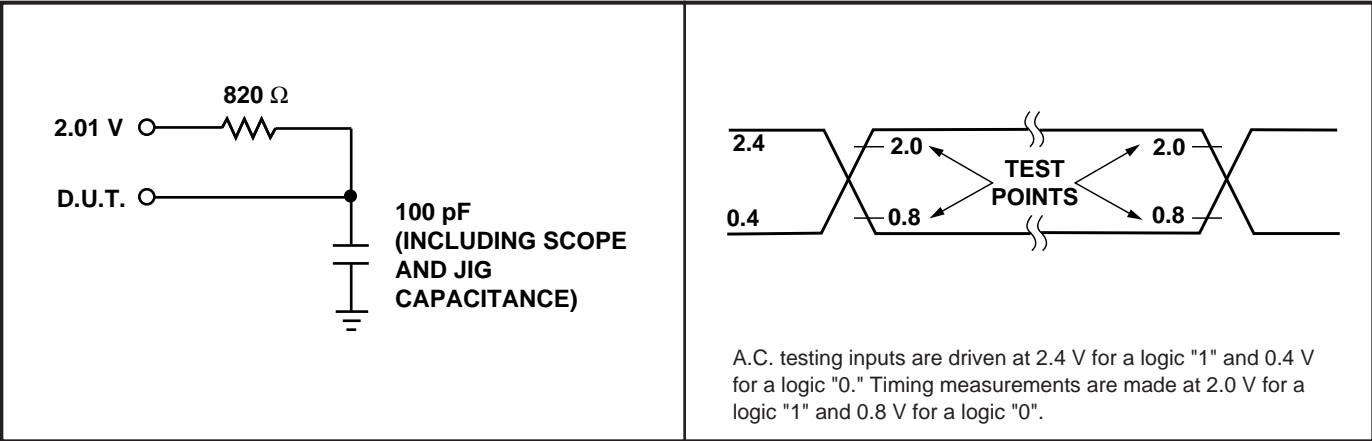 820 Ω
2.01 V
D.U.T.
100 pF
(INCLUDING SCOPE
AND JIG
CAPACITANCE)
2.4
2.0
TEST
POINTS
2.0
0.4
0.8
0.8
A.C. testing inputs are driven at 2.4 V for a logic "1" and 0.4 V
for a logic "0." Timing measurements are made at 2.0 V for a
logic "1" and 0.8 V for a logic "0".